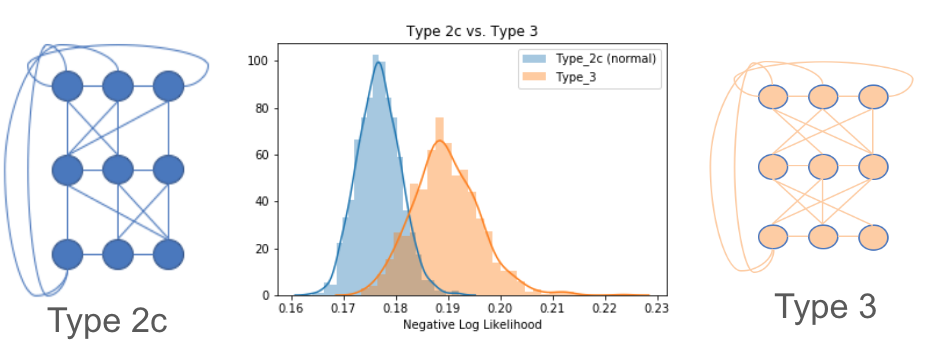 Type 2c vs. Type 3
Type_2c (normal)
Type_3
100
80
60
40
20
0
0.16 0.17 0.18 0.19 0.20 0.21 0.22 0.23
Negative Log Likelihood
Type 2c
Type 3